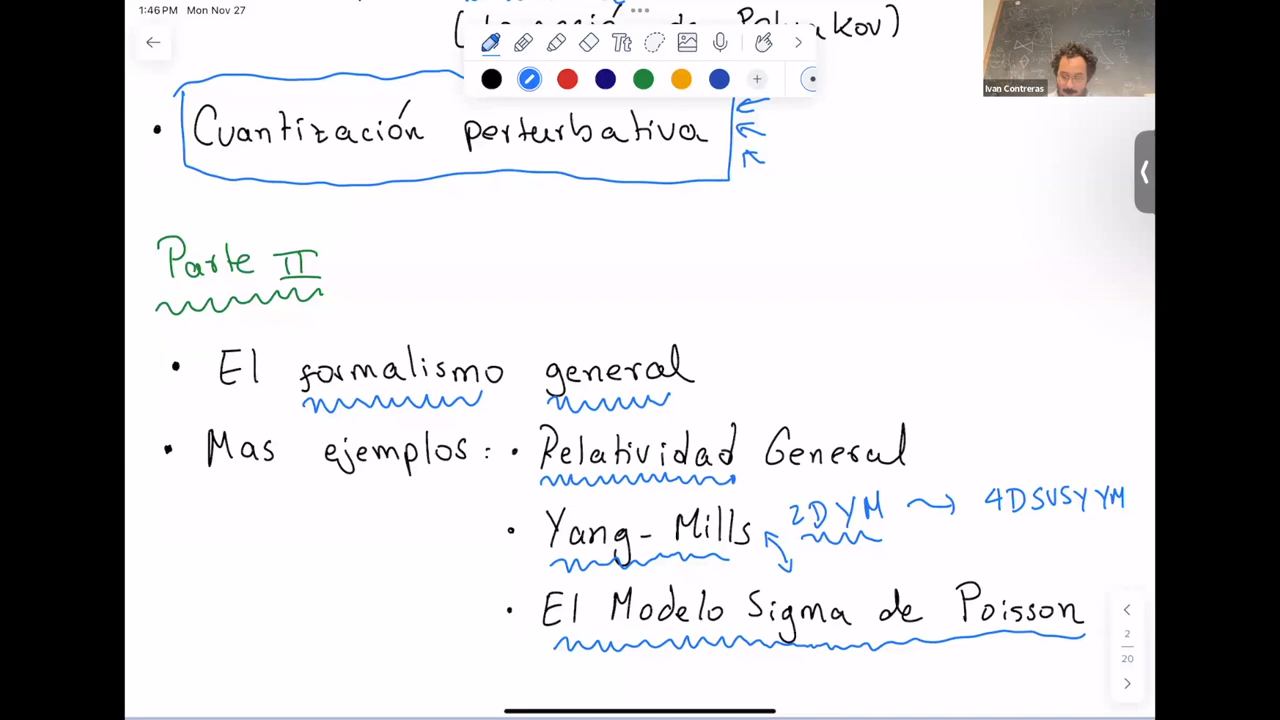 1:46 PM Mon Nov 27
Tt
Ivan Contreras
• Cuantización perturbativa
Parte II
• El formalismo general
• Mas ejemplos: • Relatividad General
2D YM 4D SUSY YM
• Yang-Mills
• El Modelo Sigma de Poisson
2
20